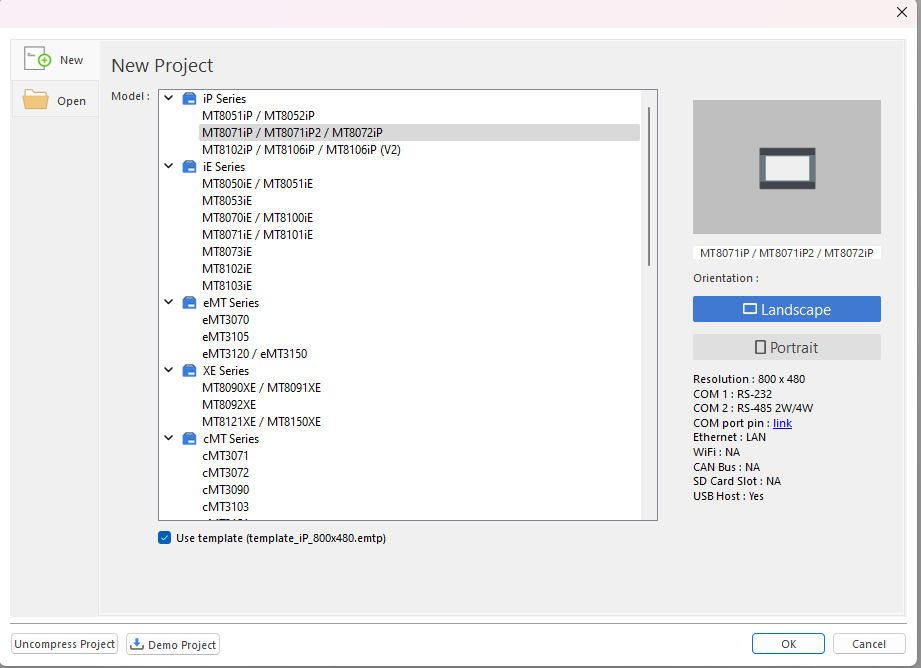 New
Open
New Project
Model :
iP Series
MT8051iP / MT8052iP
MT8071iP / MT8071iP2 / MT8072iP
MT8102iP / MT8106iP / MT8106iP (V2)
iE Series
MT8050iE / MT8051iE
MT8053iE
MT8070iE / MT8100iE
MT8071iE / MT8101iE
MT8073iE
MT8102iE
MT8103iE
eMT Series
eMT3070
eMT3105
eMT3120 / eMT3150
XE Series
MT8090XE / MT8091XE
MT8092XE
MT8121XE / MT8150XE
cMT Series
cMT3071
cMT3072
cMT3090
cMT3103
Use template (template_iP_800x480.emtp)
MT8071iP / MT8071iP2 / MT8072iP
Orientation :
Landscape
Portrait
Resolution : 800 x 480
COM 1 : RS-232
COM 2 : RS-485 2W/4W
COM port pin : link
Ethernet : LAN
WiFi : NA
CAN Bus : NA
SD Card Slot : NA
USB Host : Yes
Uncompress Project
Demo Project
OK
Cancel